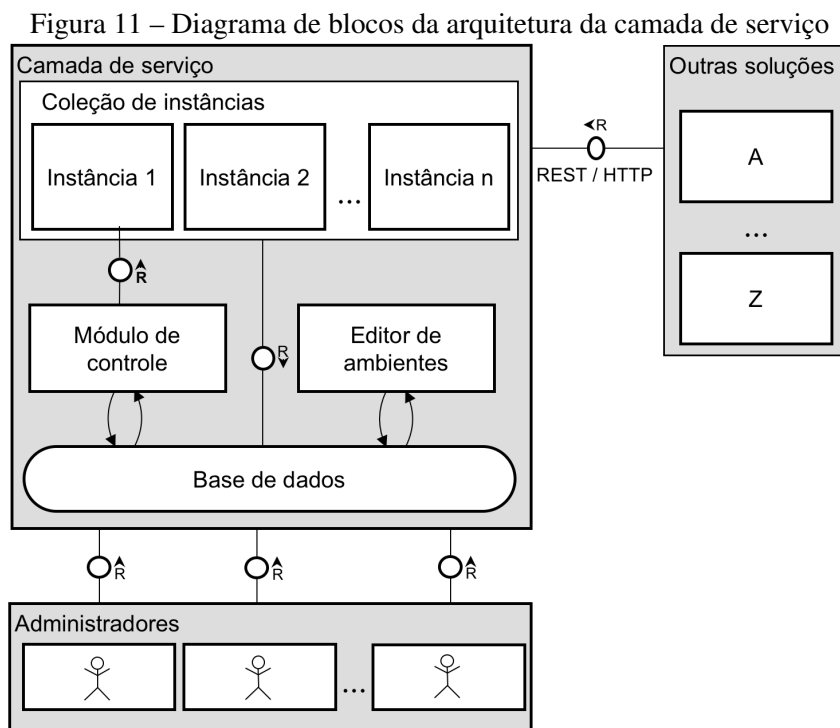 Figura 11 – Diagrama de blocos da arquitetura da camada de serviço
Camada de serviço
Coleção de instâncias
Instância 1
Instância 2
...
Instância n
R
REST / HTTP
Outras soluções
A
...
Z
R
Módulo de
controle
R
Editor de
ambientes
Base de dados
R
R
R
Administradores
...